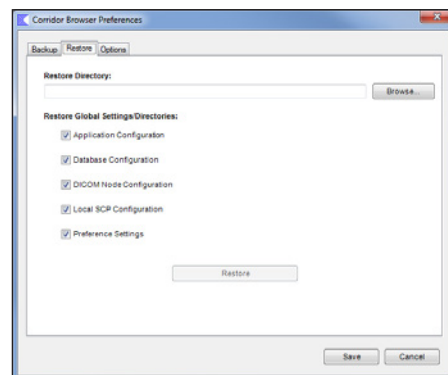 Corridor Browser Preferences
Backup Restore Options
Restore Directory:
Browse...
Restore Global Settings/Directories:
Application Configuraton
Database Configuration
DICOM Node Configuration
Local SCP Configuration
Preference Settings
Restore
Save Cancel